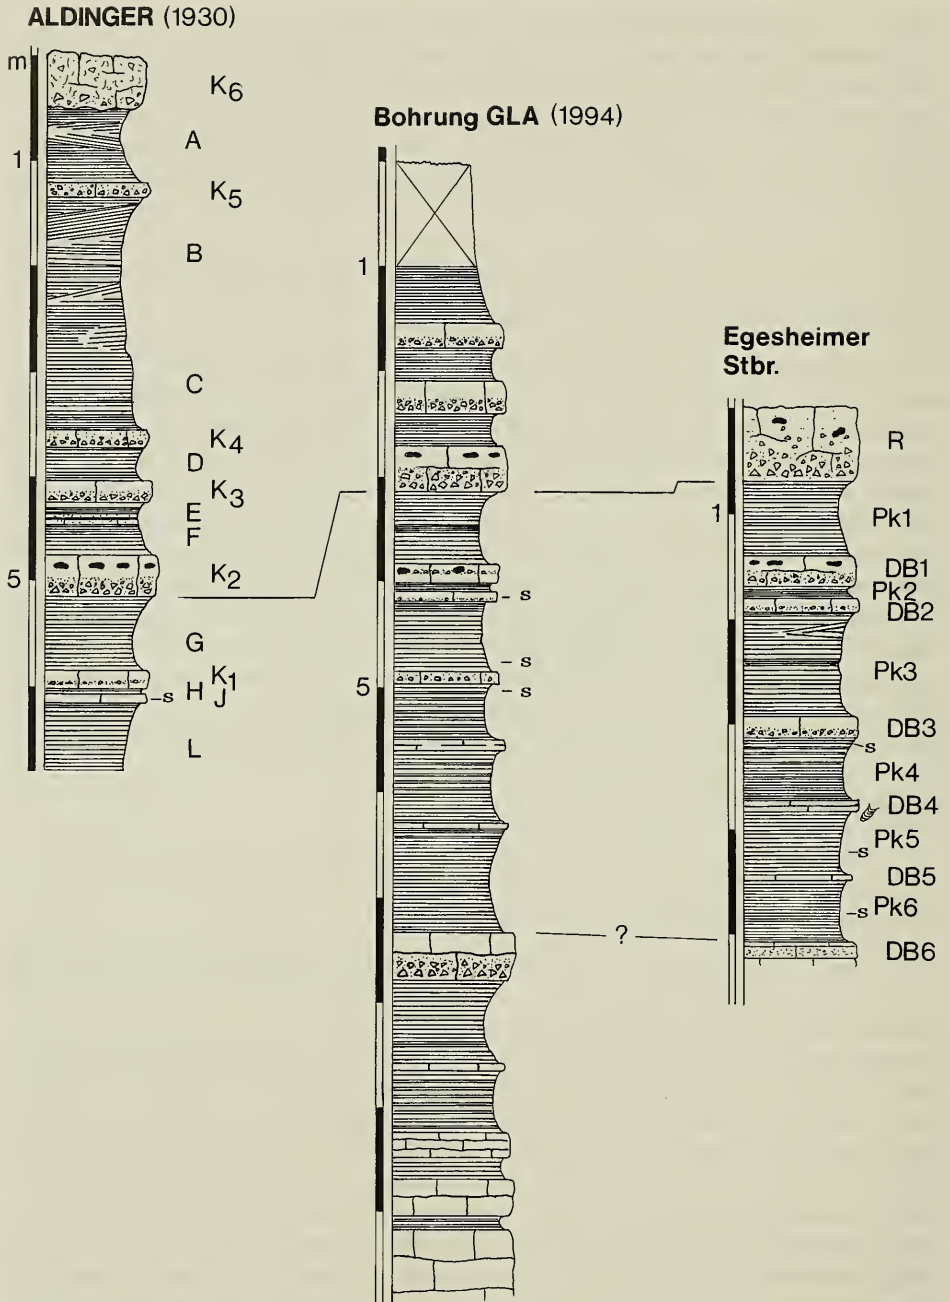 ALDINGER (1930)
m
K6
A
1
K5
B
C
K4
D
K3
E
F
K2
5
G
K1
H J
s
L
Bohrung GLA (1994)
1
s
s
5
s
?
Egesheimer
Stbr.
R
1
Pk1
DB1
Pk2
DB2
Pk3
DB3
s
Pk4
DB4
Pk5
s
DB5
s Pk6
DB6